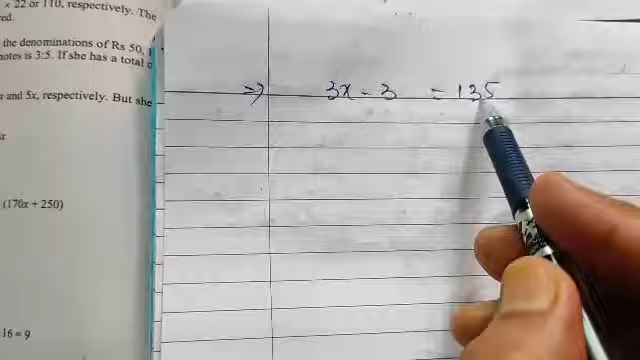 × 22 or 110, respectively. The
red.
the denominations of Rs 50,
notes is 3:5. If she has a total
and 5x, respectively. But she
(170x + 250)
16 = 9
⇒ 3x - 3 = 135